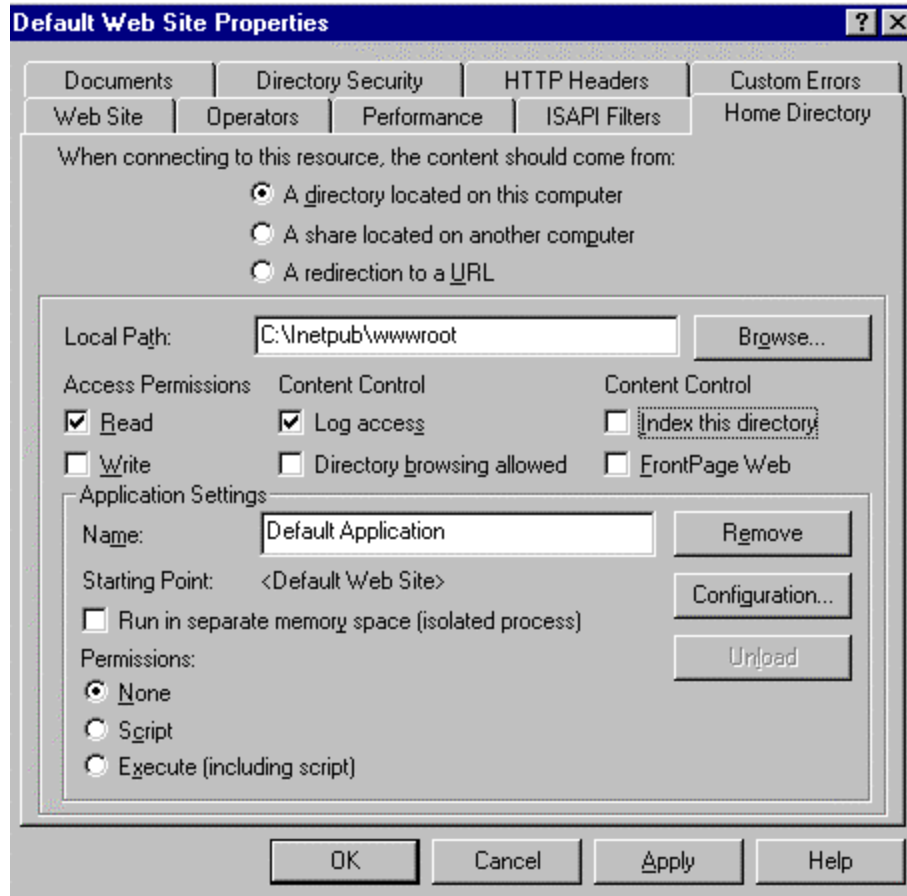 Default Web Site Properties
Documents Directory Security HTTP Headers Custom Errors
Web Site Operators Performance ISAPI Filters Home Directory
When connecting to this resource, the content should come from:
A directory located on this computer
A share located on another computer
A redirection to a URL
Local Path: C:\Inetpub\wwwroot Browse...
Access Permissions Content Control Content Control
Read Log access Index this directory
Write Directory browsing allowed FrontPage Web
Application Settings
Name: Default Application Remove
Starting Point: <Default Web Site> Configuration...
Run in separate memory space (isolated process)
Permissions: Unload
None
Script
Execute (including script)
OK Cancel Apply Help